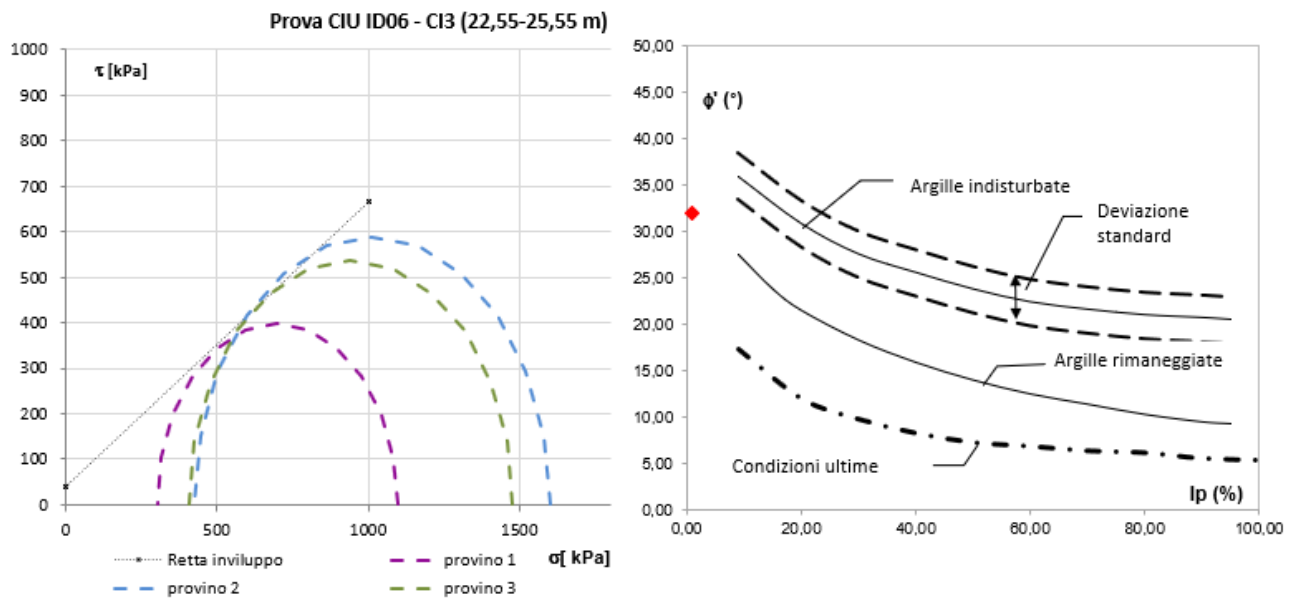 Prova CIU ID06 - CI3 (22,55-25,55 m)
τ [kPa]
1000
900
800
700
600
500
400
300
200
100
0
0
500
1000
1500
σ[ kPa]
Retta inviluppo
provino 1
provino 2
provino 3
50,00
45,00
40,00
35,00
30,00
25,00
20,00
15,00
10,00
5,00
,00
ϕ' (°)
Argille indisturbate
Deviazione
standard
Argille rimaneggiate
Condizioni ultime
Ip (%)
0,00
20,00
40,00
60,00
80,00
100,00